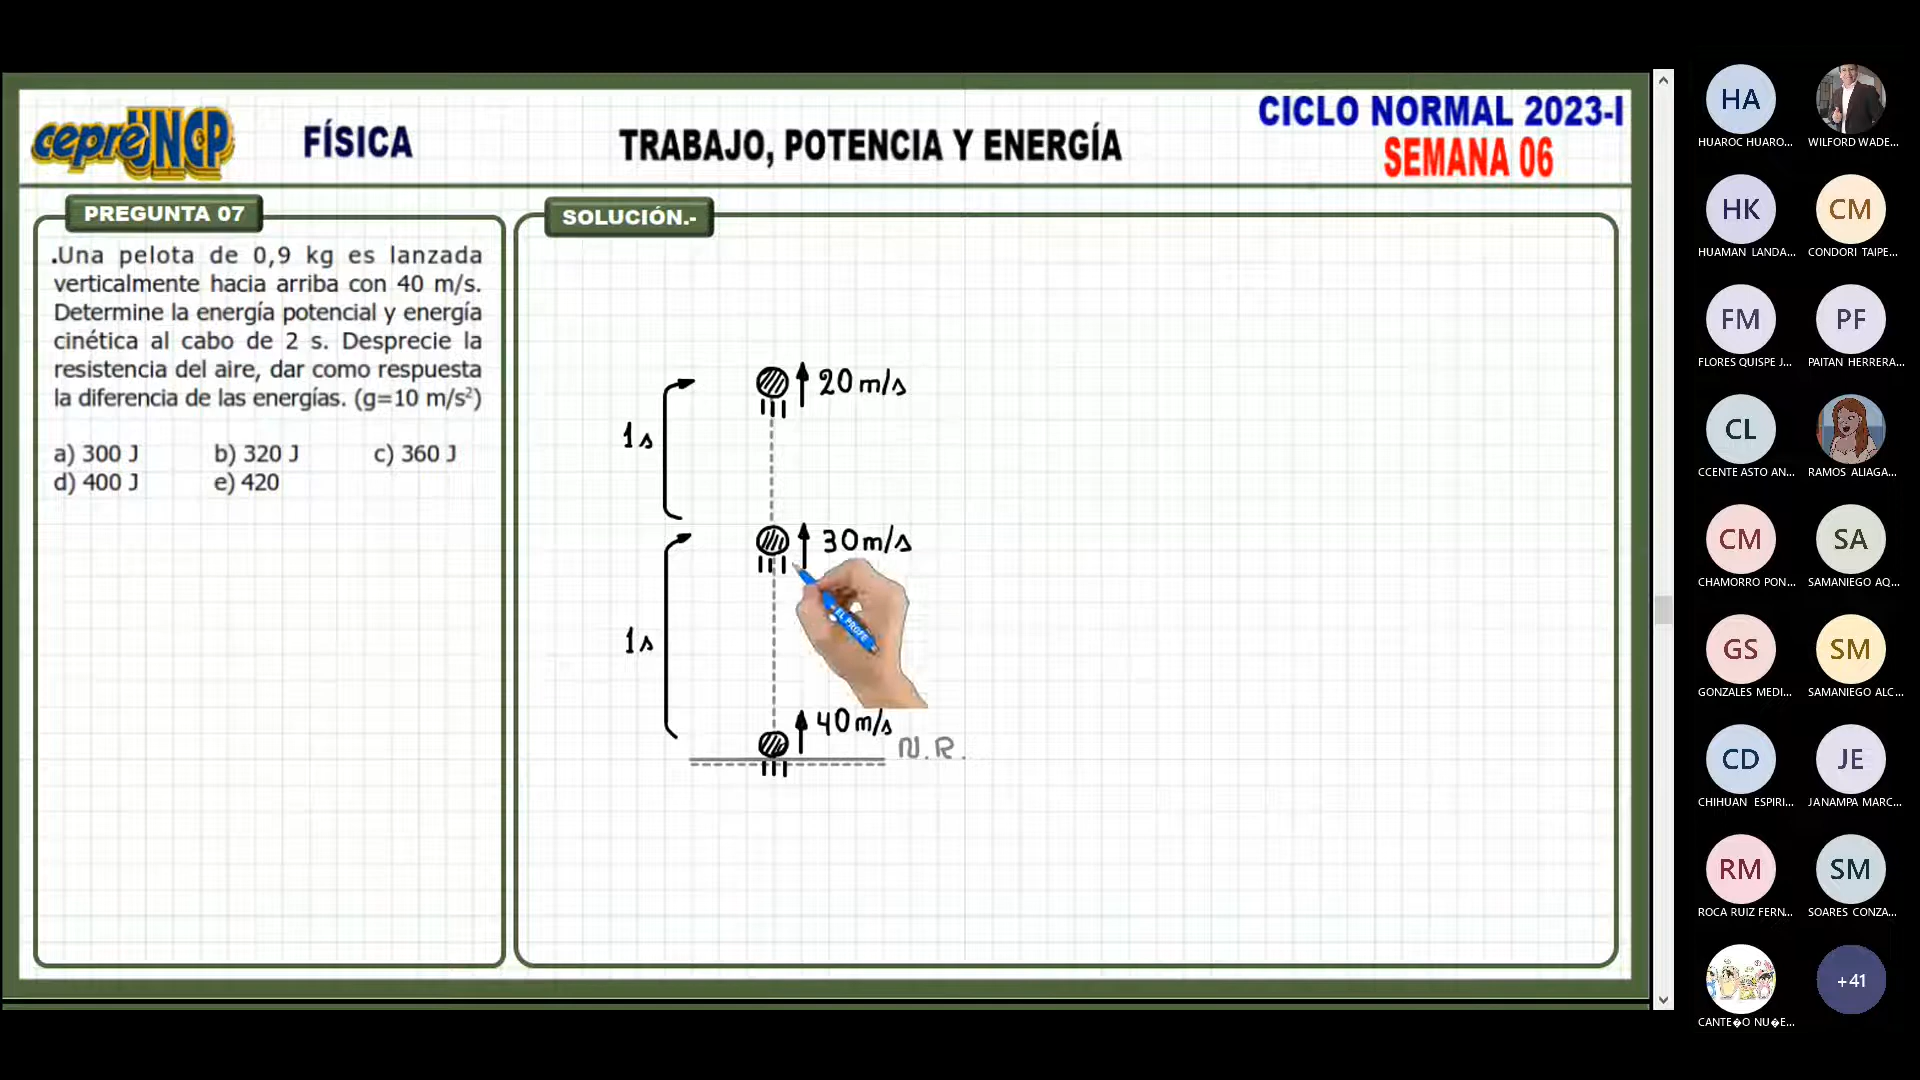 cepreUNCP
FÍSICA
TRABAJO, POTENCIA Y ENERGÍA
CICLO NORMAL 2023-I
SEMANA 06
PREGUNTA 07
.Una pelota de 0,9 kg es lanzada
verticalmente hacia arriba con 40 m/s.
Determine la energía potencial y energía
cinética al cabo de 2 s. Desprecie la
resistencia del aire, dar como respuesta
la diferencia de las energías. (g=10 m/s²)
a) 300 J b) 320 J c) 360 J
d) 400 J e) 420
SOLUCIÓN.-
20 m/s
1s
30 m/s
EL PROFE
1s
40 m/s
N.R.
HA
HUAROC HUARO...
WILFORD WADE...
HK
HUAMAN LANDA...
CM
CONDORI TAIPE...
FM
FLORES QUISPE J...
PF
PAITAN HERRERA...
CL
CCENTE ASTO AN...
RAMOS ALIAGA...
CM
CHAMORRO PON...
SA
SAMANIEGO AQ...
GS
GONZALES MEDI...
SM
SAMANIEGO ALC...
CD
CHIHUAN ESPIRI...
JE
JANAMPA MARC...
RM
ROCA RUIZ FERN...
SM
SOARES CONZA...
CANTE�O NU�E...
+41